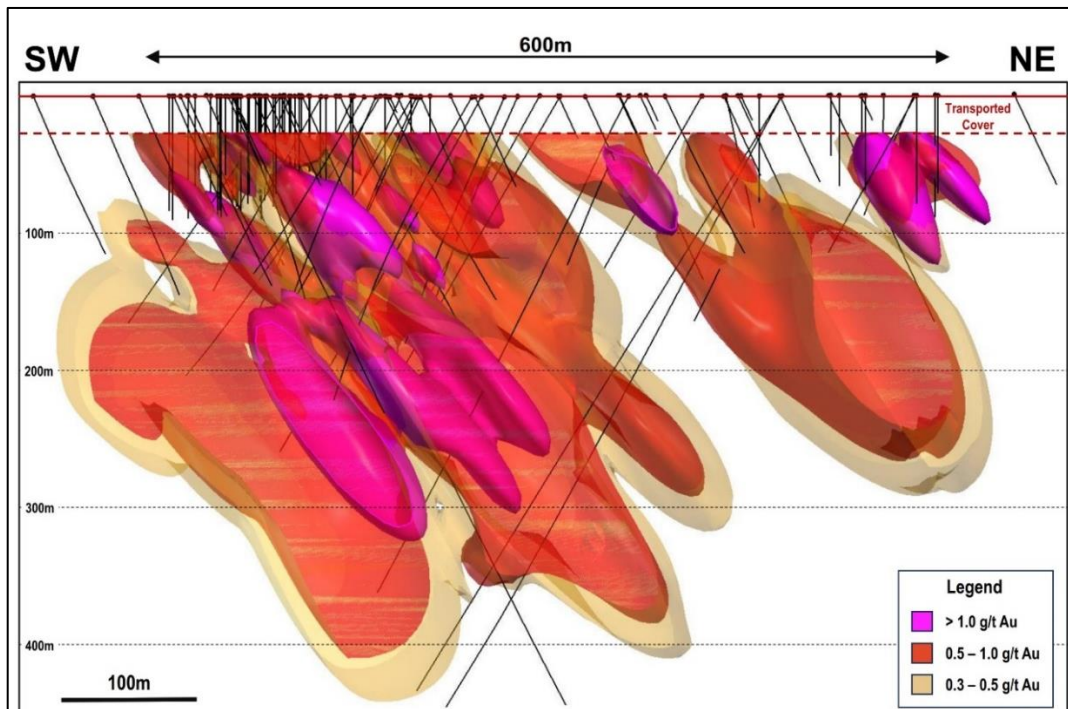 SW
600m
NE
Transported
Cover
100m
200m
300m
400m
100m
Legend
> 1.0 g/t Au
0.5 – 1.0 g/t Au
0.3 – 0.5 g/t Au